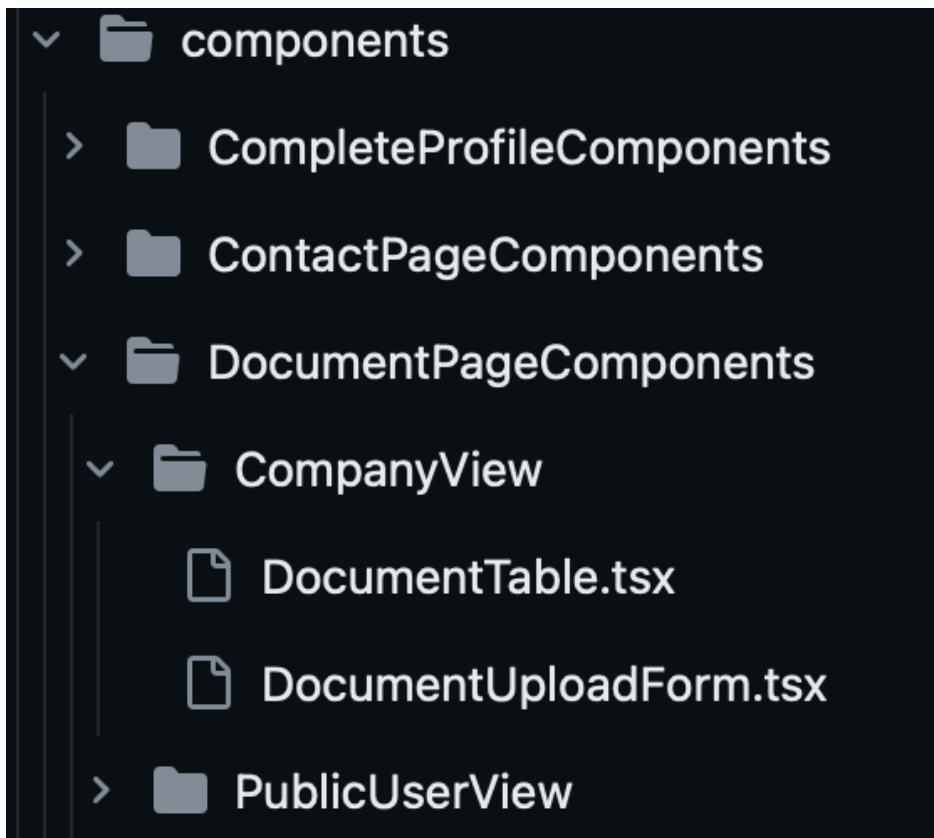 components
CompleteProfileComponents
ContactPageComponents
DocumentPageComponents
CompanyView
DocumentTable.tsx
DocumentUploadForm.tsx
PublicUserView